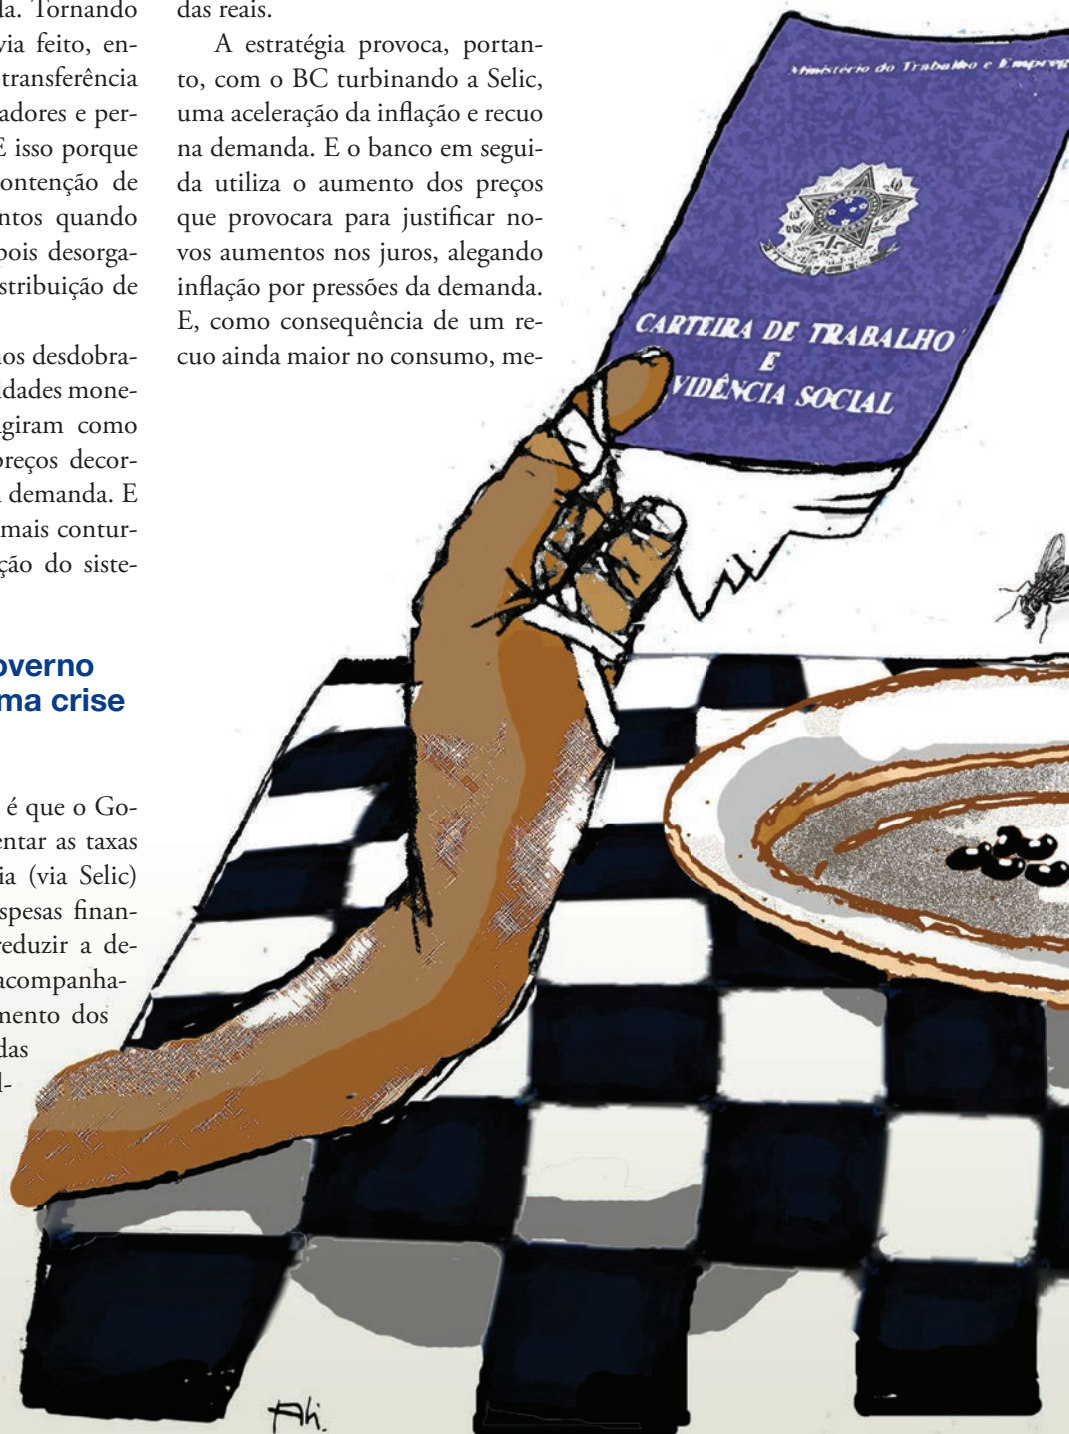 da. Tornando
via feito, en-
transferência
adores e per-
E isso porque
ontenção de
ntos quando
pois desorga-
stribuição de
nos desdobra-
idades mone-
agiram como
preços decor-
a demanda. E
mais contur-
ção do siste-
overno
ma crise
é que o Go-
entar as taxas
ia (via Selic)
spesas finan-
reduzir a de-
acompanha-
mento dos
das
l-
das reais.
A estratégia provoca, portan-
to, com o BC turbinando a Selic,
uma aceleração da inflação e recuo
na demanda. E o banco em segui-
da utiliza o aumento dos preços
que provocara para justificar no-
vos aumentos nos juros, alegando
inflação por pressões da demanda.
E, como consequência de um re-
cuo ainda maior no consumo, me-
Ministério do Trabalho e Empreg
CARTEIRA DE TRABALHO
E
VIDÊNCIA SOCIAL